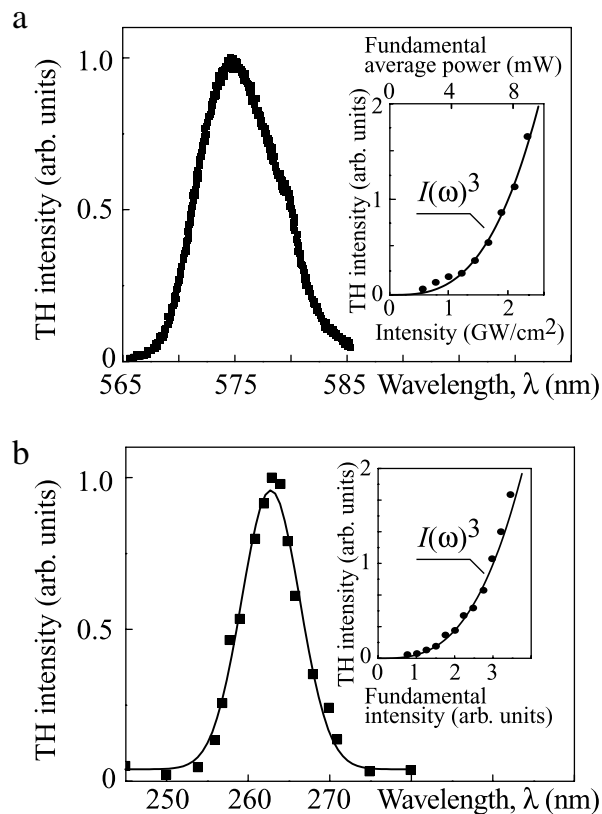 a
Fundamental
average power (mW)
0 4 8
2
1
0
TH intensity (arb. units)
I(ω)³
0 1 2
Intensity (GW/cm²)
1.0
0.5
0
TH intensity (arb. units)
565 575 585 Wavelength, λ (nm)
b
2
1
0
TH intensity (arb. units)
I(ω)³
0 1 2 3
Fundamental
intensity (arb. units)
1.0
0.5
0
TH intensity (arb. units)
250 260 270 Wavelength, λ (nm)